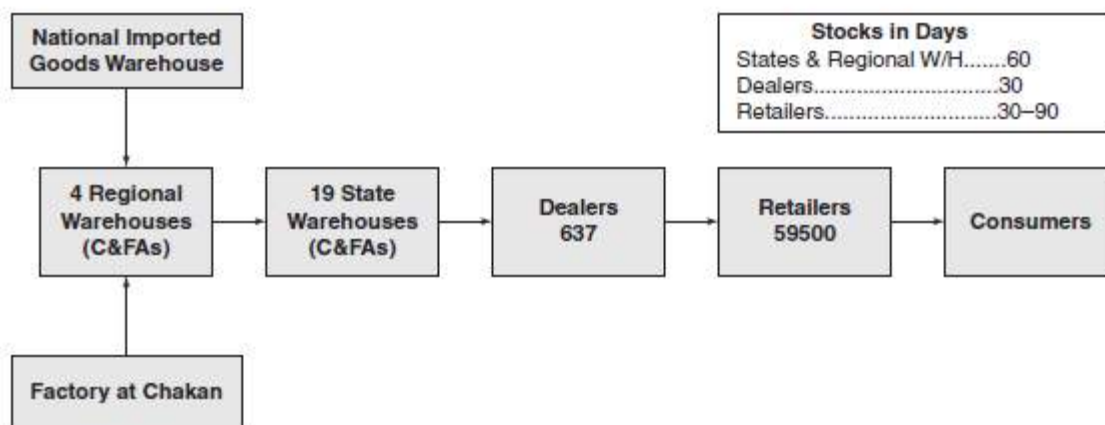 National Imported
Goods Warehouse
Stocks in Days
States & Regional W/H.......60
Dealers...............................30
Retailers.............................30–90
4 Regional
Warehouses
(C&FAs)
19 State
Warehouses
(C&FAs)
Dealers
637
Retailers
59500
Consumers
Factory at Chakan